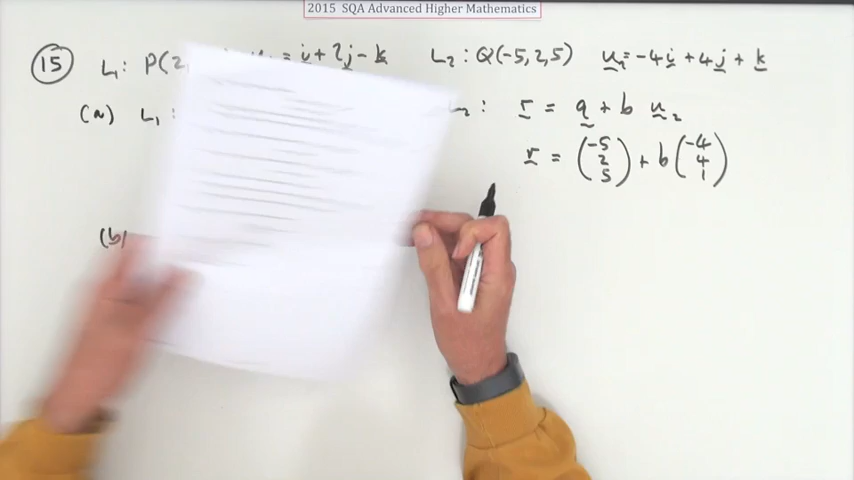 2015 SQA Advanced Higher Mathematics
15 L₁: P(2, = i + 2j - k L₂: Q(-5, 2, 5) u₂ = -4i + 4j + k
(a) L₁: L₂: r = q + b u₂
r = (-5 2 5) + b (-4 4 1)
(b)